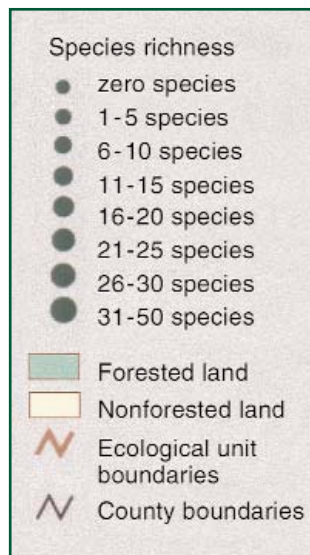 Species richness
zero species
1-5 species
6-10 species
11-15 species
16-20 species
21-25 species
26-30 species
31-50 species
Forested land
Nonforested land
Ecological unit
boundaries
County boundaries